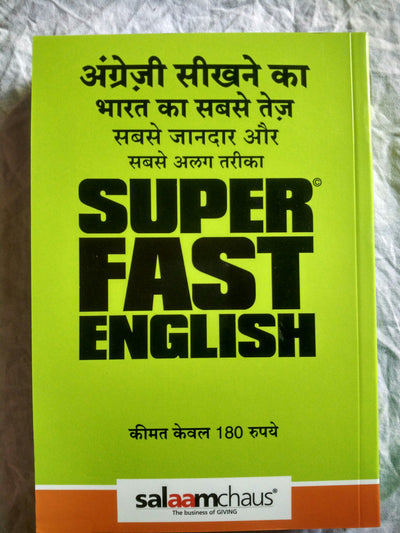 अंग्रेज़ी सीखने का
भारत का सबसे तेज़
सबसे जानदार और
सबसे अलग तरीका
SUPER©
FAST
ENGLISH
कीमत केवल 180 रुपये
salaamchaus®
The business of GIVING